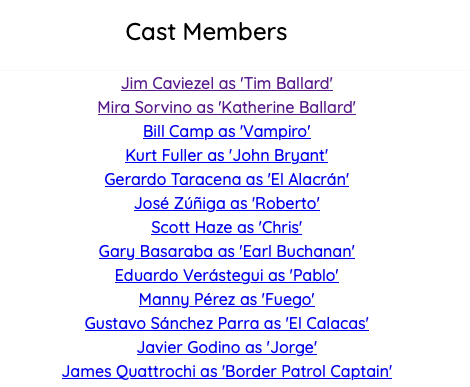 Cast Members
Jim Caviezel as 'Tim Ballard'
Mira Sorvino as 'Katherine Ballard'
Bill Camp as 'Vampiro'
Kurt Fuller as 'John Bryant'
Gerardo Taracena as 'El Alacrán'
José Zúñiga as 'Roberto'
Scott Haze as 'Chris'
Gary Basaraba as 'Earl Buchanan'
Eduardo Verástegui as 'Pablo'
Manny Pérez as 'Fuego'
Gustavo Sánchez Parra as 'El Calacas'
Javier Godino as 'Jorge'
James Quattrochi as 'Border Patrol Captain'